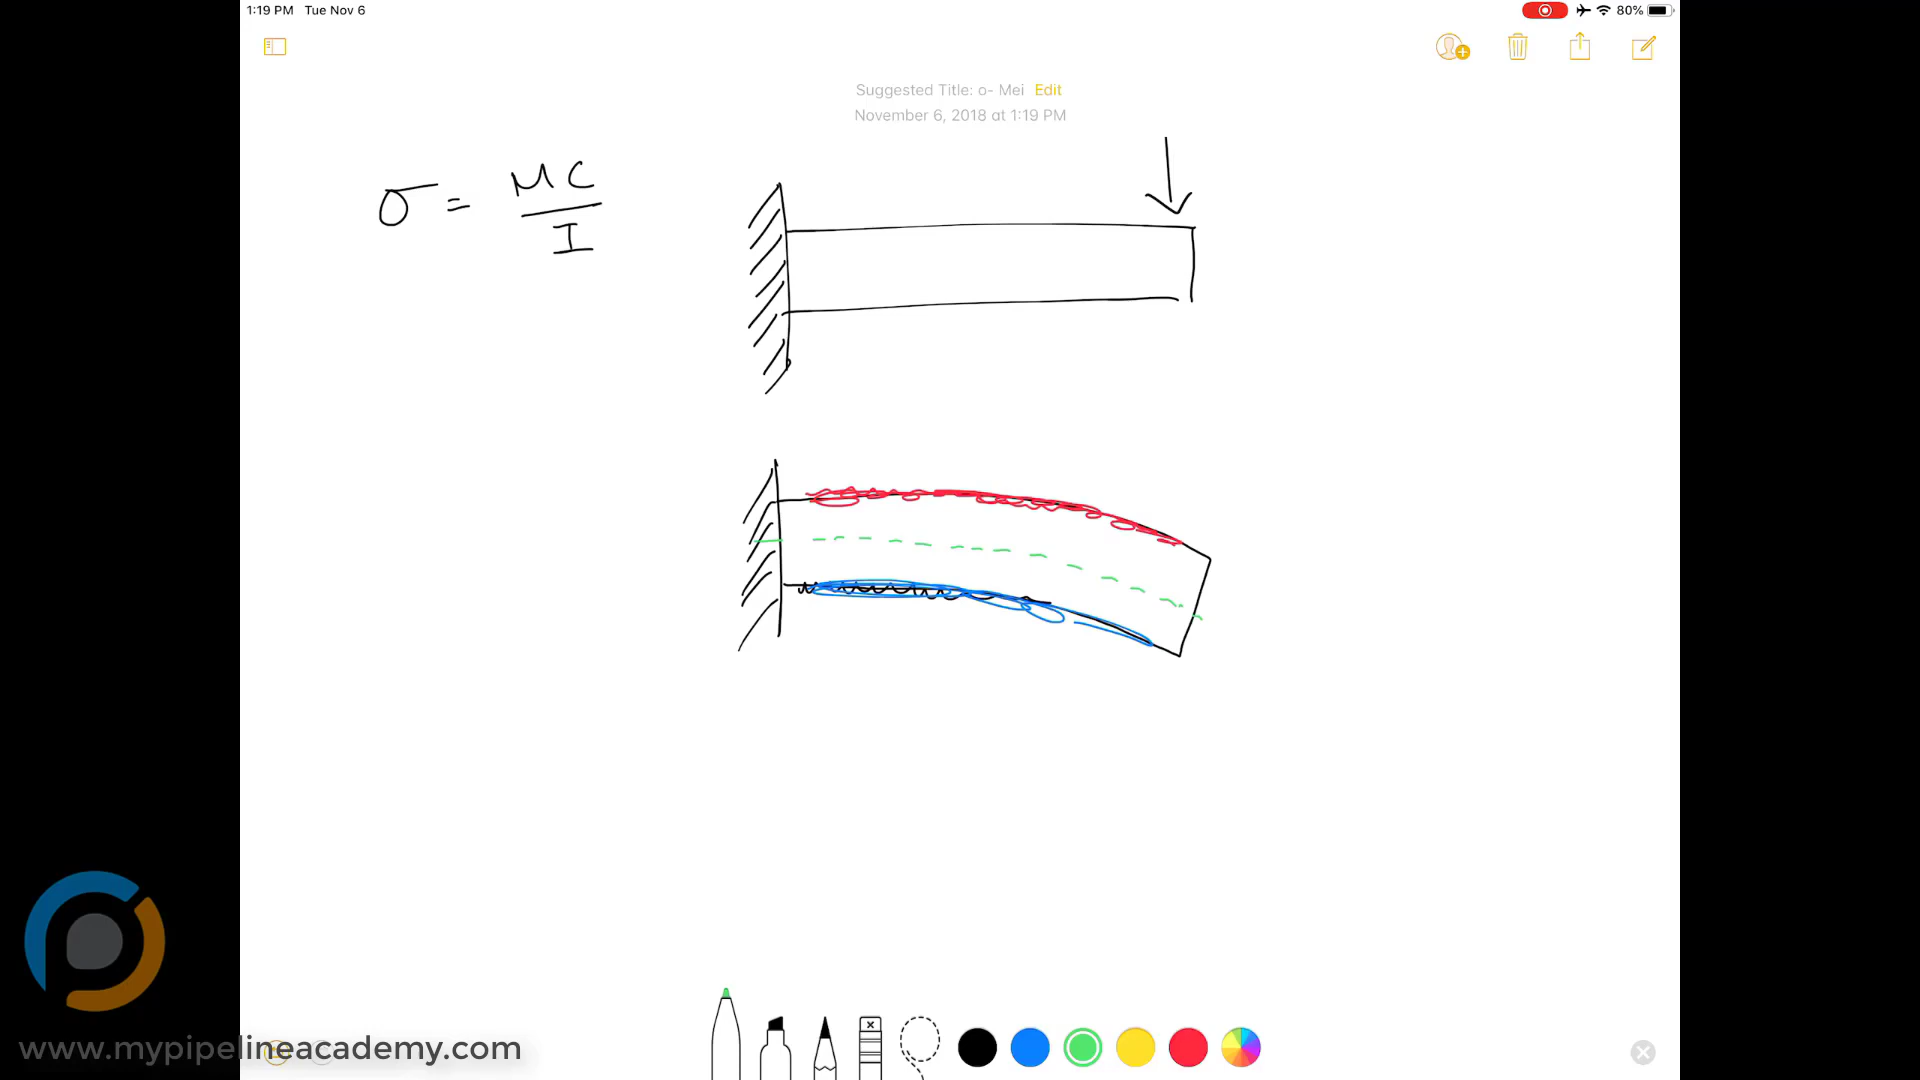 1:19 PM Tue Nov 6
80%
Suggested Title: o- Mei Edit
November 6, 2018 at 1:19 PM
σ = MC
I
www.mypipelineacademy.com